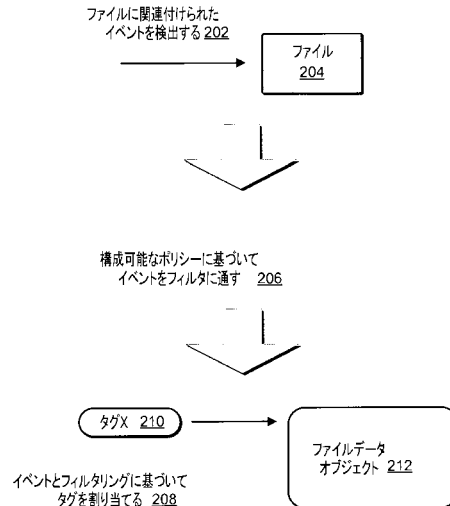 ファイルに関連付けられた
イベントを検出する 202
ファイル
204
構成可能なポリシーに基づいて
イベントをフィルタに通す 206
タグX 210
ファイルデータ
オブジェクト 212
イベントとフィルタリングに基づいて
タグを割り当てる 208